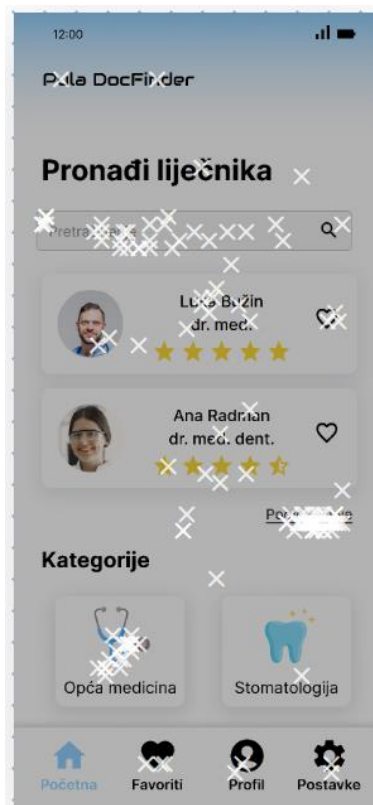 12:00
Pula DocFinder
Pronađi liječnika
Luka Bužin
dr. med.
Ana Radman
dr. med. dent.
Kategorije
Opća medicina
Stomatologija
Početna
Favoriti
Profil
Postavke